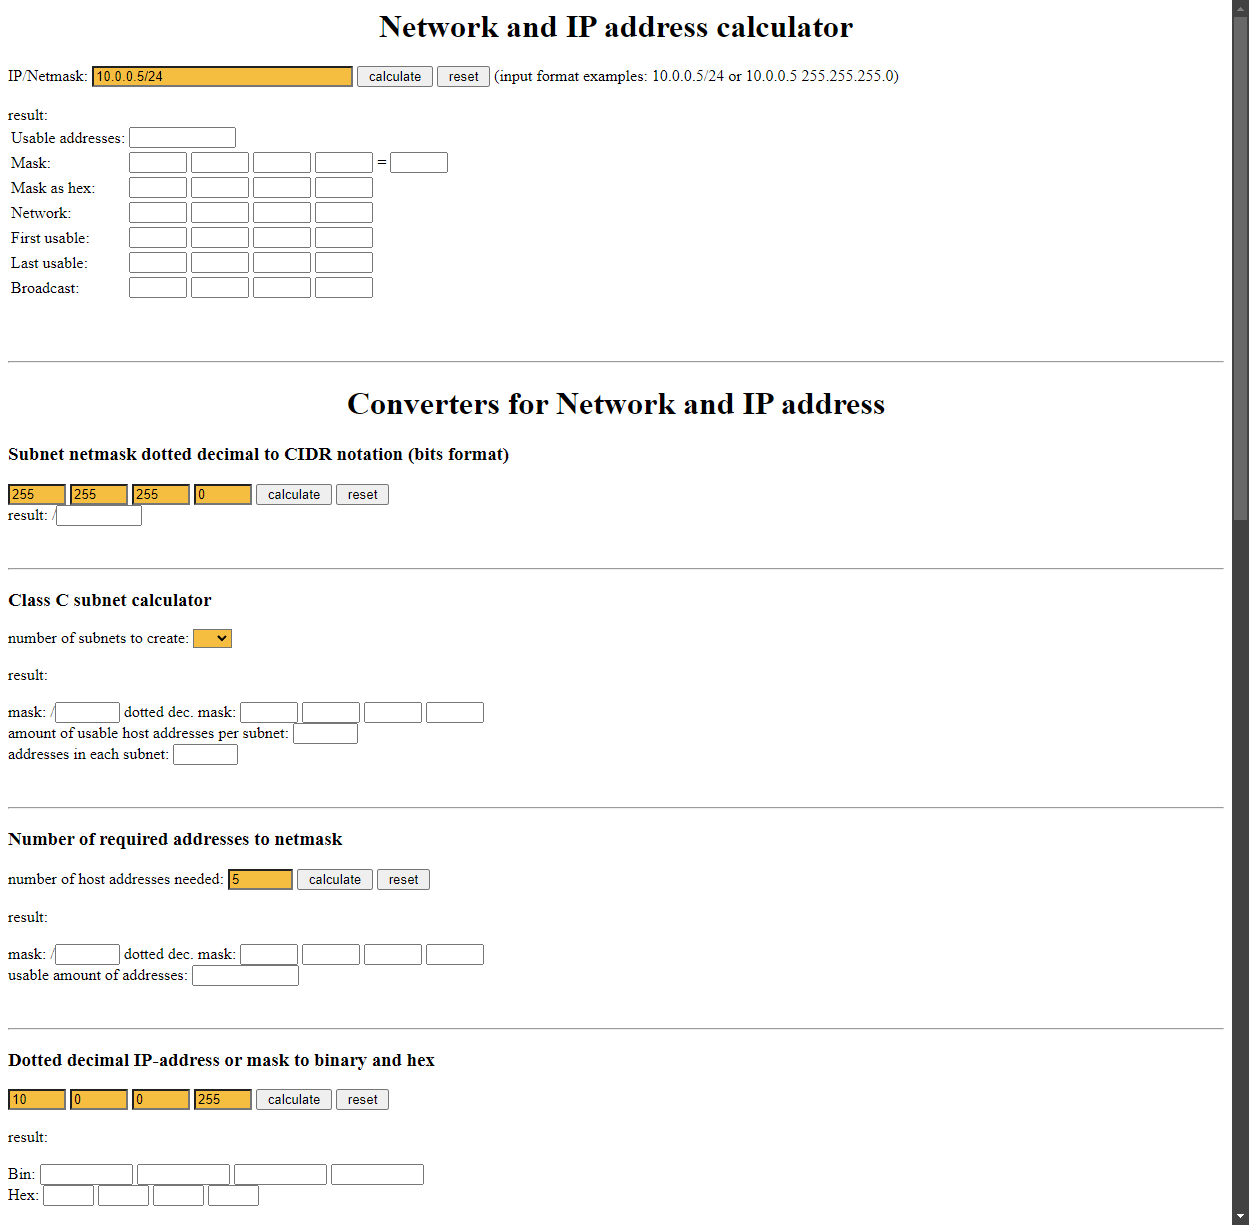 Network and IP address calculator
IP/Netmask: 10.0.0.5/24 calculate reset (input format examples: 10.0.0.5/24 or 10.0.0.5 255.255.255.0)
result:
Usable addresses:
Mask: =
Mask as hex:
Network:
First usable:
Last usable:
Broadcast:
Converters for Network and IP address
Subnet netmask dotted decimal to CIDR notation (bits format)
255 255 255 0 calculate reset
result: /
Class C subnet calculator
number of subnets to create:
result:
mask: / dotted dec. mask:
amount of usable host addresses per subnet:
addresses in each subnet:
Number of required addresses to netmask
number of host addresses needed: 5 calculate reset
result:
mask: / dotted dec. mask:
usable amount of addresses:
Dotted decimal IP-address or mask to binary and hex
10 0 0 255 calculate reset
result:
Bin:
Hex: